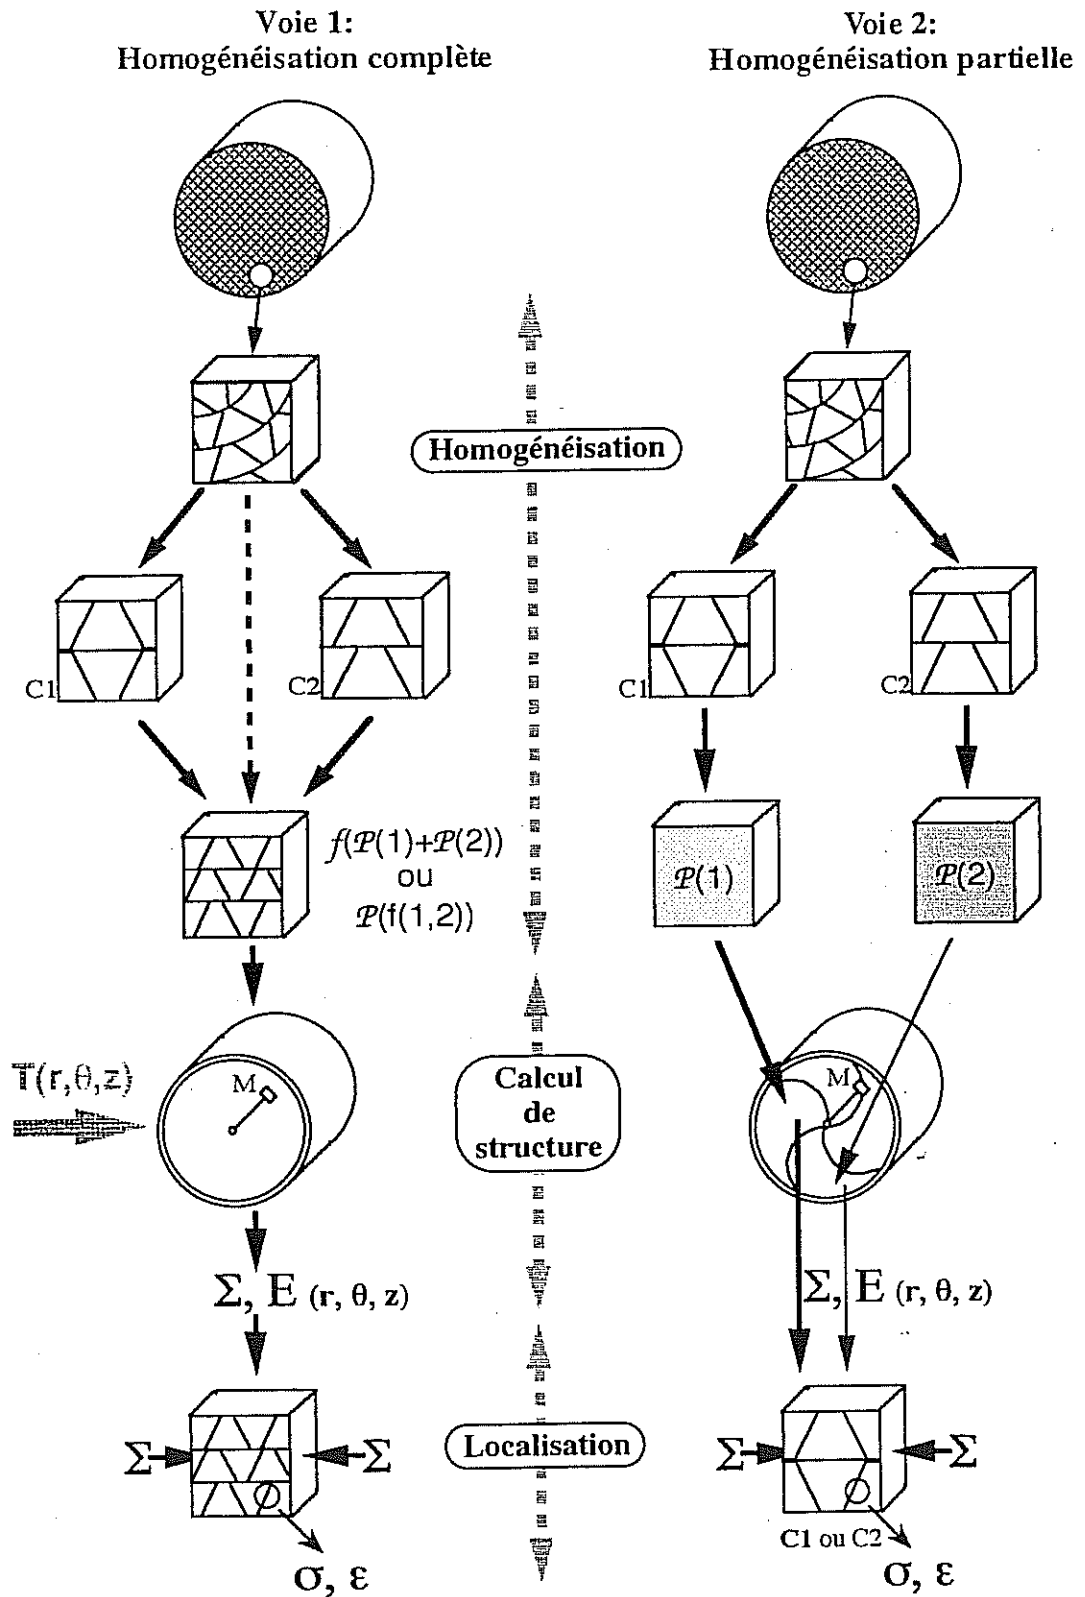 Voie 1:
Homogénéisation complète
Voie 2:
Homogénéisation partielle
Homogénéisation
C1
C2
C1
C2
f(𝒫(1)+𝒫(2))
ou
𝒫(f(1,2))
𝒫(1)
𝒫(2)
T(r,θ,z)
M
Calcul
de
structure
M
Σ, E (r, θ, z)
Σ, E (r, θ, z)
Σ
Σ
Localisation
Σ
Σ
C1 ou C2
σ, ε
σ, ε